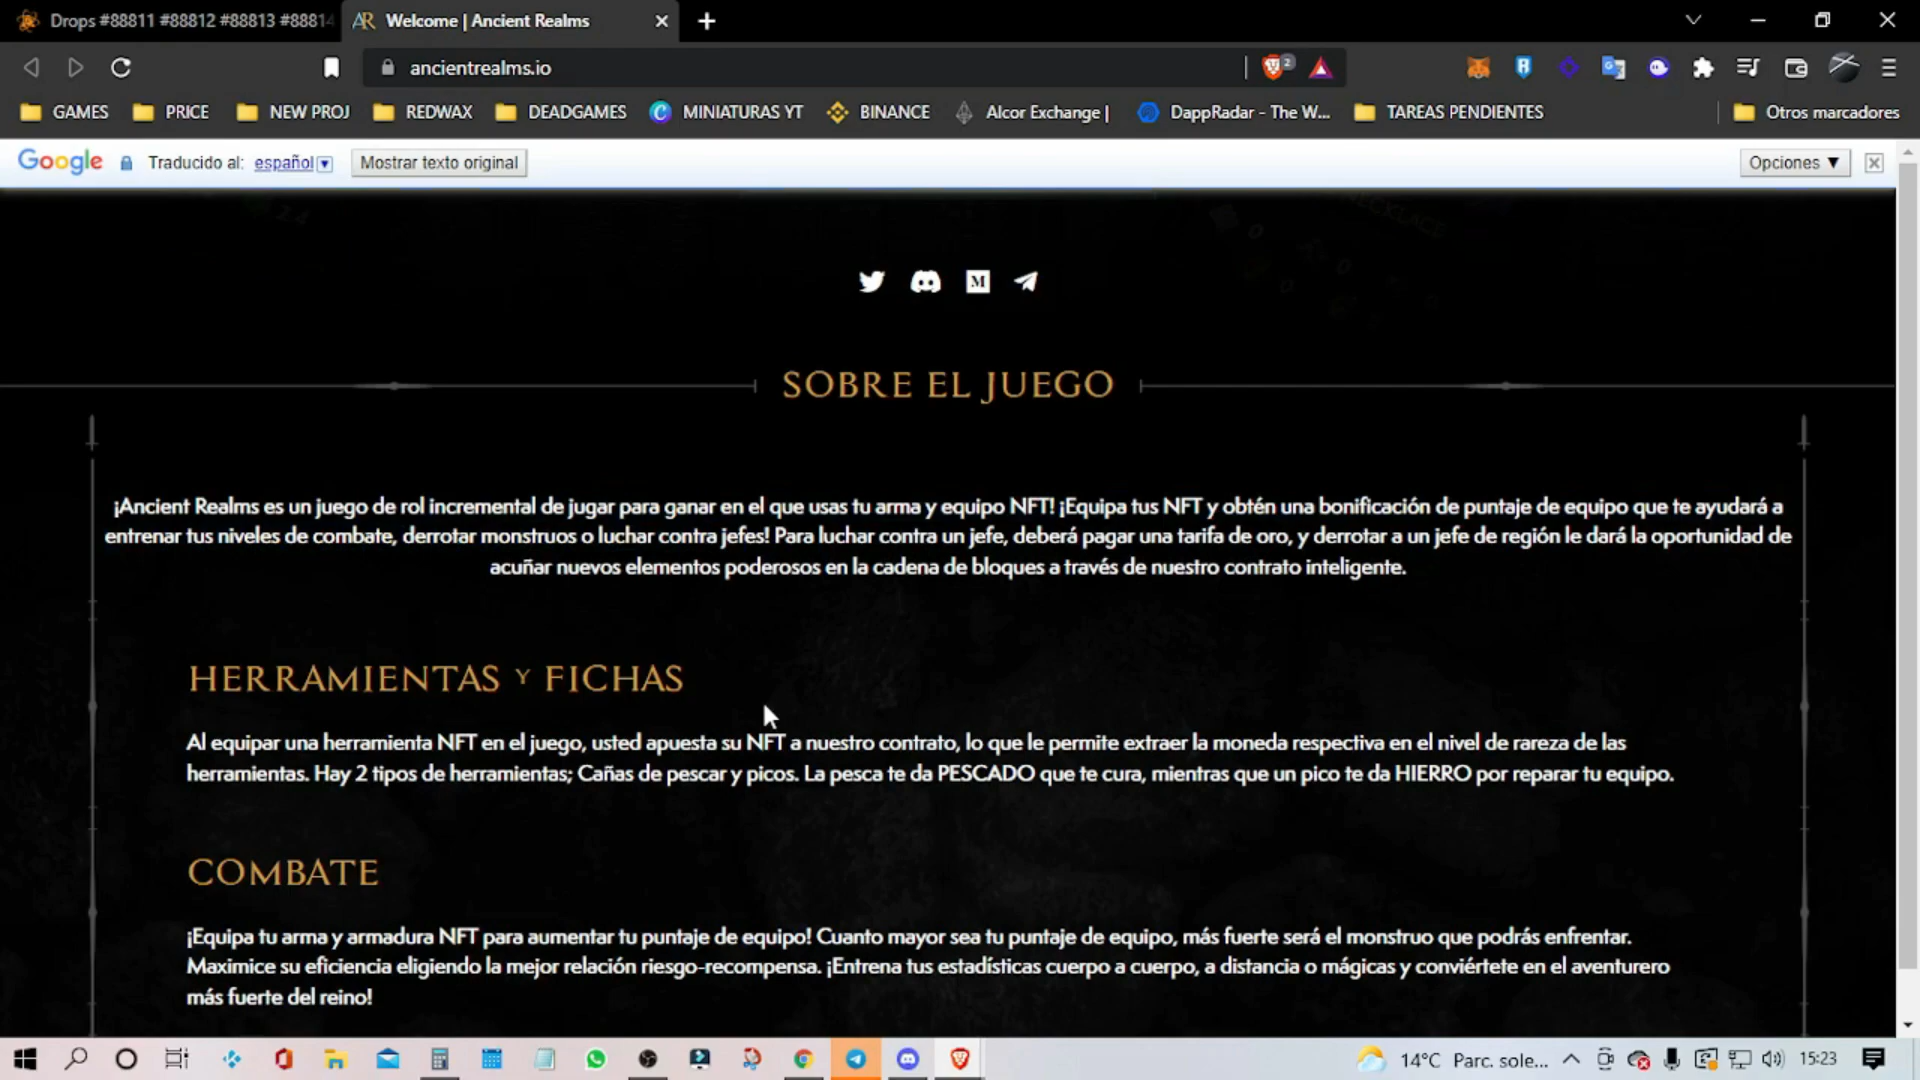 Drops #88811 #88812 #88813 #88814
Welcome | Ancient Realms
ancientrealms.io
2
GAMES
PRICE
NEW PROJ
REDWAX
DEADGAMES
MINIATURAS YT
BINANCE
Alcor Exchange |
DappRadar - The W...
TAREAS PENDIENTES
Otros marcadores
Google
Traducido al: español
Mostrar texto original
Opciones ▼
NECKLACE
SOBRE EL JUEGO
¡Ancient Realms es un juego de rol incremental de jugar para ganar en el que usas tu arma y equipo NFT! ¡Equipa tus NFT y obtén una bonificación de puntaje de equipo que te ayudará a
entrenar tus niveles de combate, derrotar monstruos o luchar contra jefes! Para luchar contra un jefe, deberá pagar una tarifa de oro, y derrotar a un jefe de región le dará la oportunidad de
acuñar nuevos elementos poderosos en la cadena de bloques a través de nuestro contrato inteligente.
HERRAMIENTAS Y FICHAS
Al equipar una herramienta NFT en el juego, usted apuesta su NFT a nuestro contrato, lo que le permite extraer la moneda respectiva en el nivel de rareza de las
herramientas. Hay 2 tipos de herramientas; Cañas de pescar y picos. La pesca te da PESCADO que te cura, mientras que un pico te da HIERRO por reparar tu equipo.
COMBATE
¡Equipa tu arma y armadura NFT para aumentar tu puntaje de equipo! Cuanto mayor sea tu puntaje de equipo, más fuerte será el monstruo que podrás enfrentar.
Maximice su eficiencia eligiendo la mejor relación riesgo-recompensa. ¡Entrena tus estadísticas cuerpo a cuerpo, a distancia o mágicas y conviértete en el aventurero
más fuerte del reino!
14°C Parc. sole...
15:23